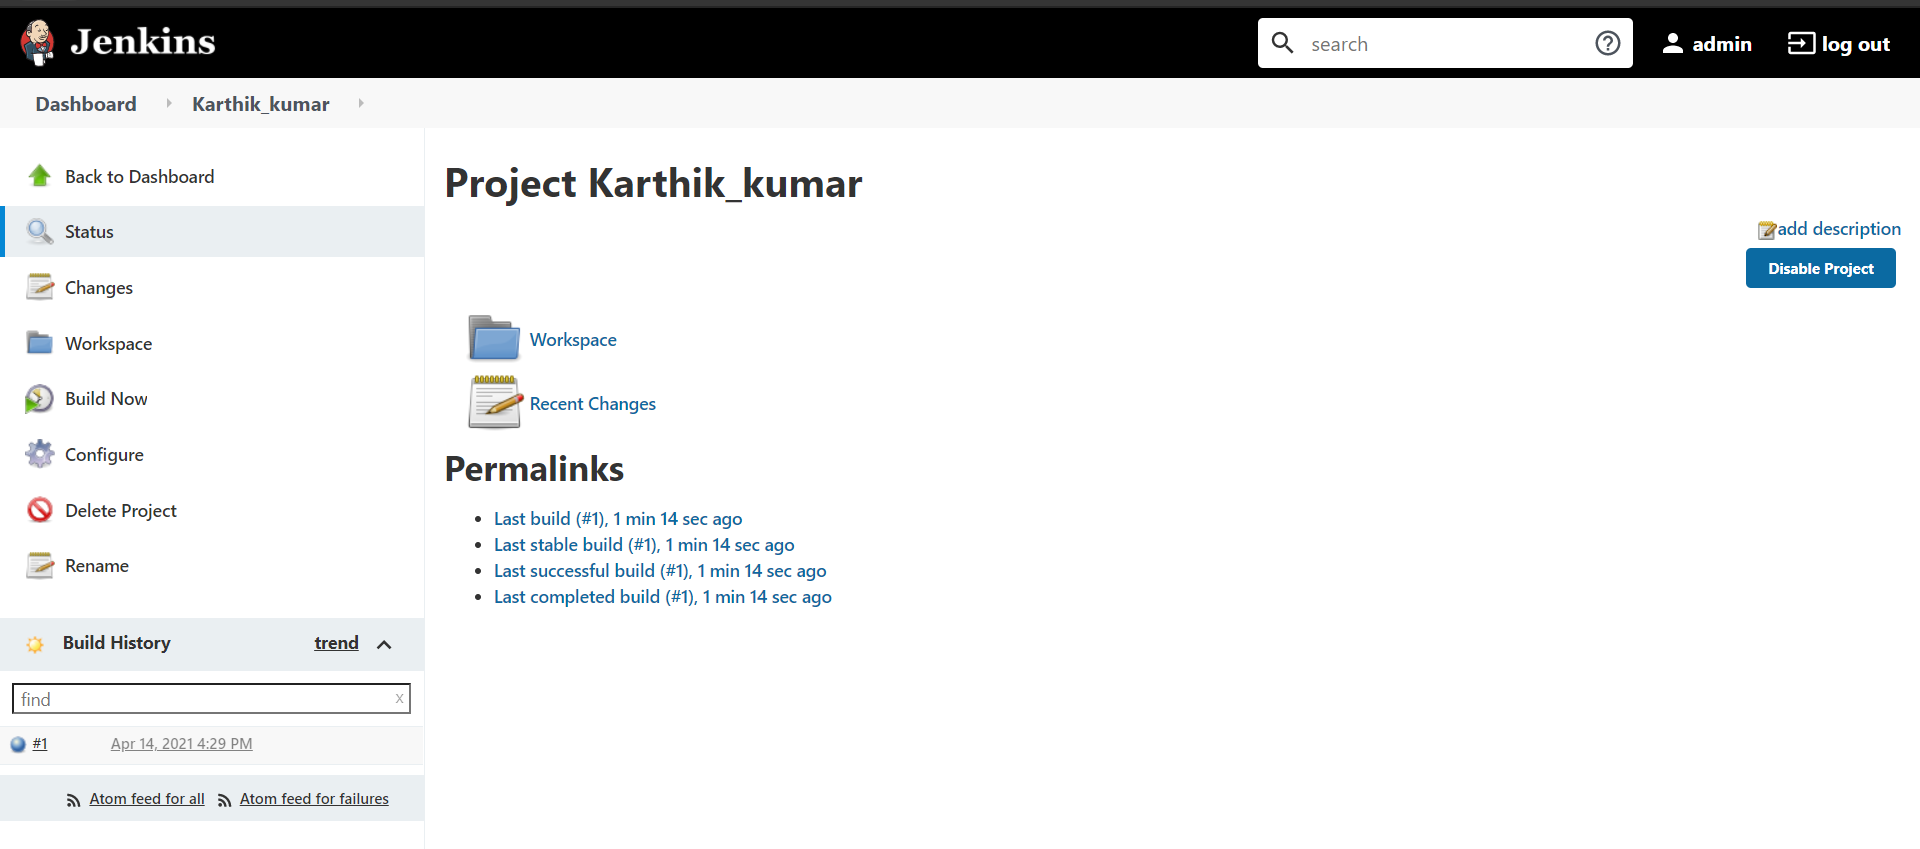 Jenkins
search
admin
log out
Dashboard
Karthik_kumar
Back to Dashboard
Status
Changes
Workspace
Build Now
Configure
Delete Project
Rename
Build History
trend
find
x
#1
Apr 14, 2021 4:29 PM
Atom feed for all
Atom feed for failures
Project Karthik_kumar
add description
Disable Project
Workspace
Recent Changes
Permalinks
Last build (#1), 1 min 14 sec ago
Last stable build (#1), 1 min 14 sec ago
Last successful build (#1), 1 min 14 sec ago
Last completed build (#1), 1 min 14 sec ago